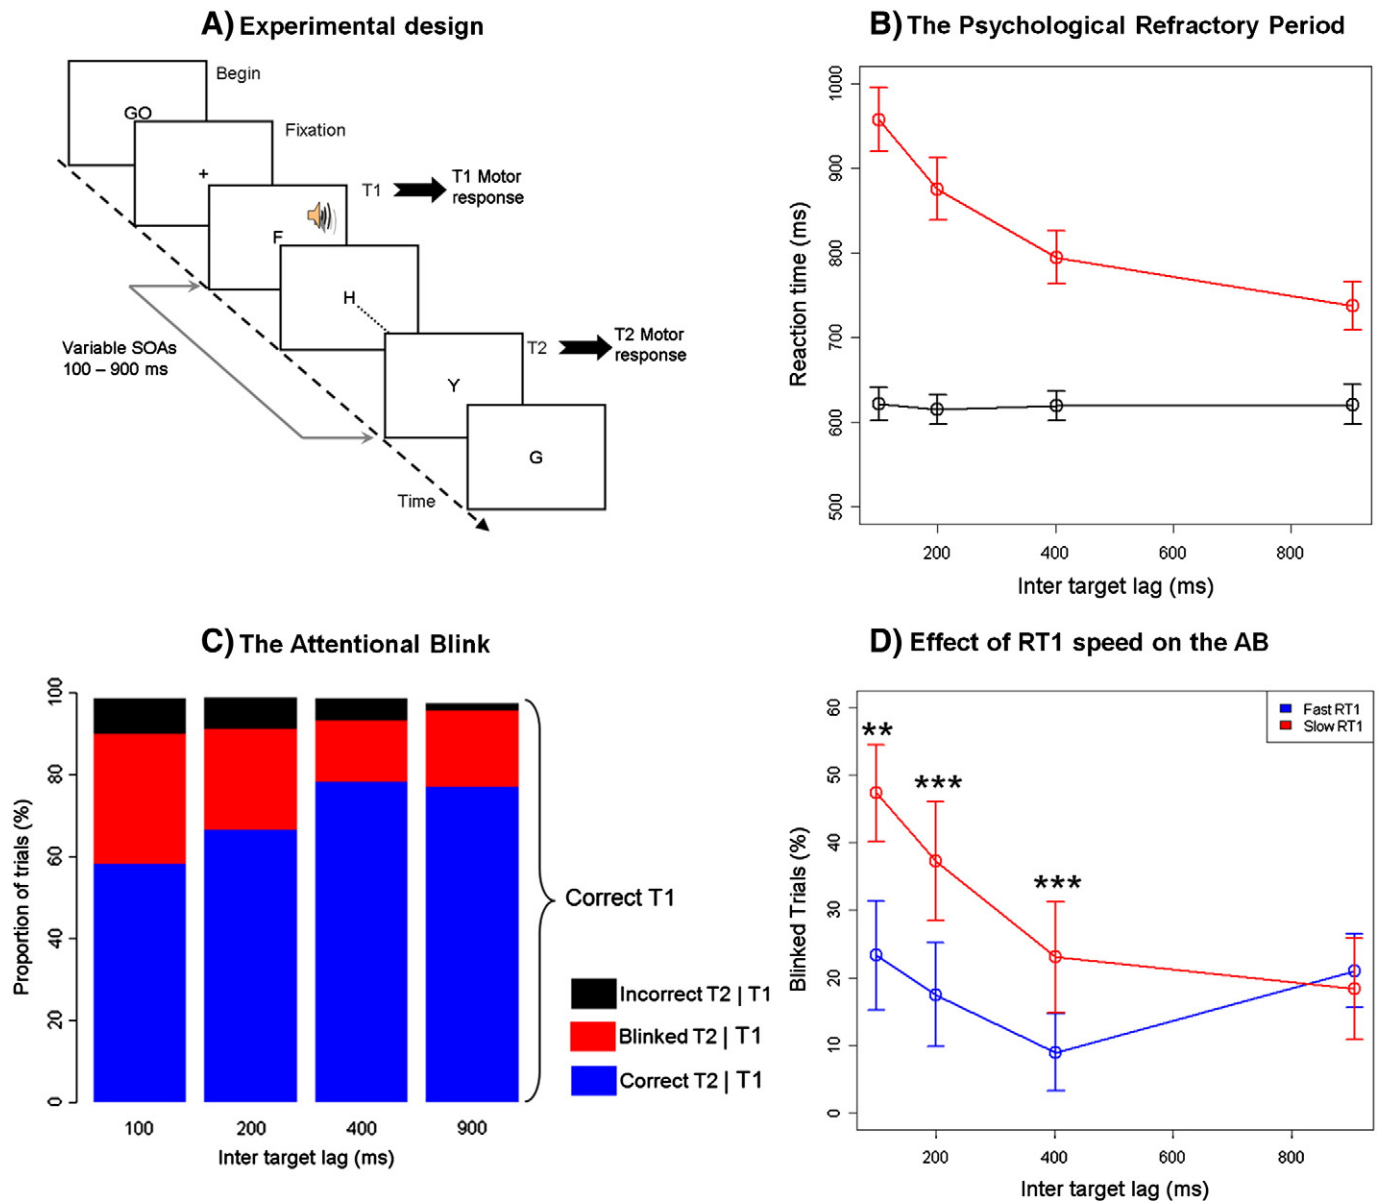 A) Experimental design
Begin
GO
Fixation
+
T1
T1 Motor
response
F
H
Variable SOAs
100 – 900 ms
T2
T2 Motor
response
Y
G
Time
B) The Psychological Refractory Period
Reaction time (ms)
1000
900
800
700
600
500
200 400 600 800
Inter target lag (ms)
C) The Attentional Blink
Proportion of trials (%)
100
80
60
40
20
0
100 200 400 900
Inter target lag (ms)
Correct T1
Incorrect T2 | T1
Blinked T2 | T1
Correct T2 | T1
D) Effect of RT1 speed on the AB
Fast RT1
Slow RT1
**
***
***
Blinked Trials (%)
60
50
40
30
20
10
0
200 400 600 800
Inter target lag (ms)